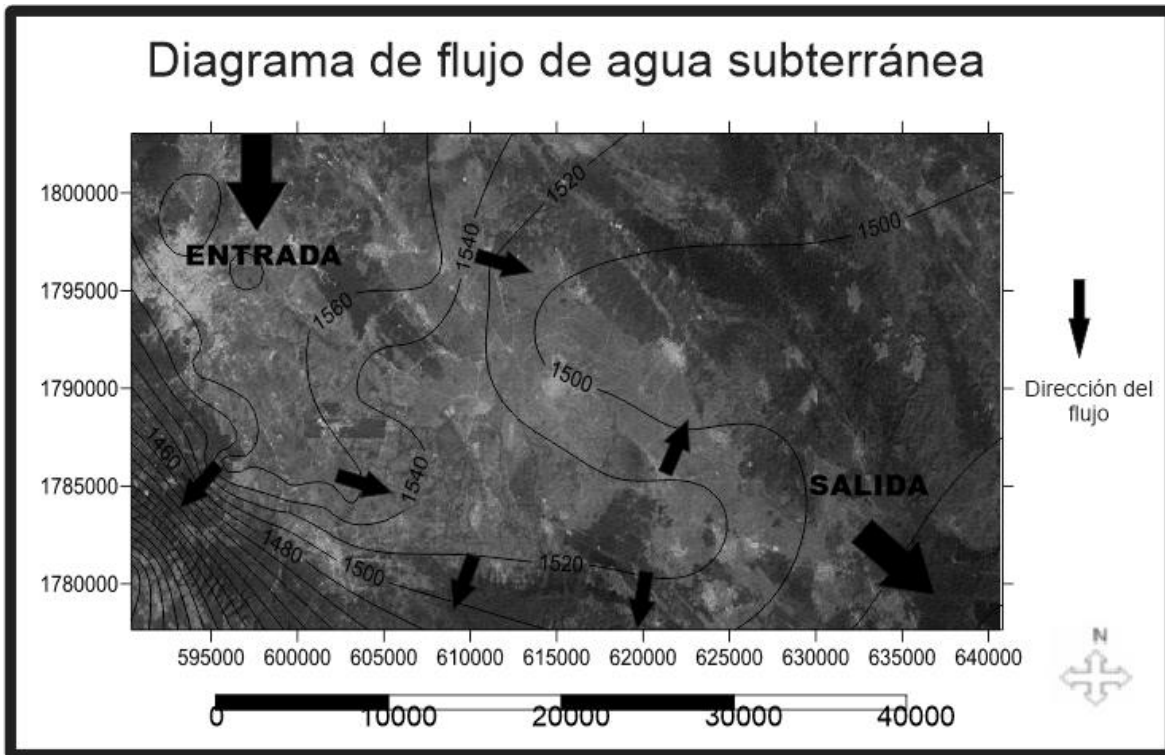 Diagrama de flujo de agua subterránea
1800000
1795000
1790000
1785000
1780000
ENTRADA
1520
1500
1540
1560
1500
1460
1540
SALIDA
1480
1500
1520
595000 600000 605000 610000 615000 620000 625000 630000 635000 640000
0 10000 20000 30000 40000
Dirección del
flujo
N